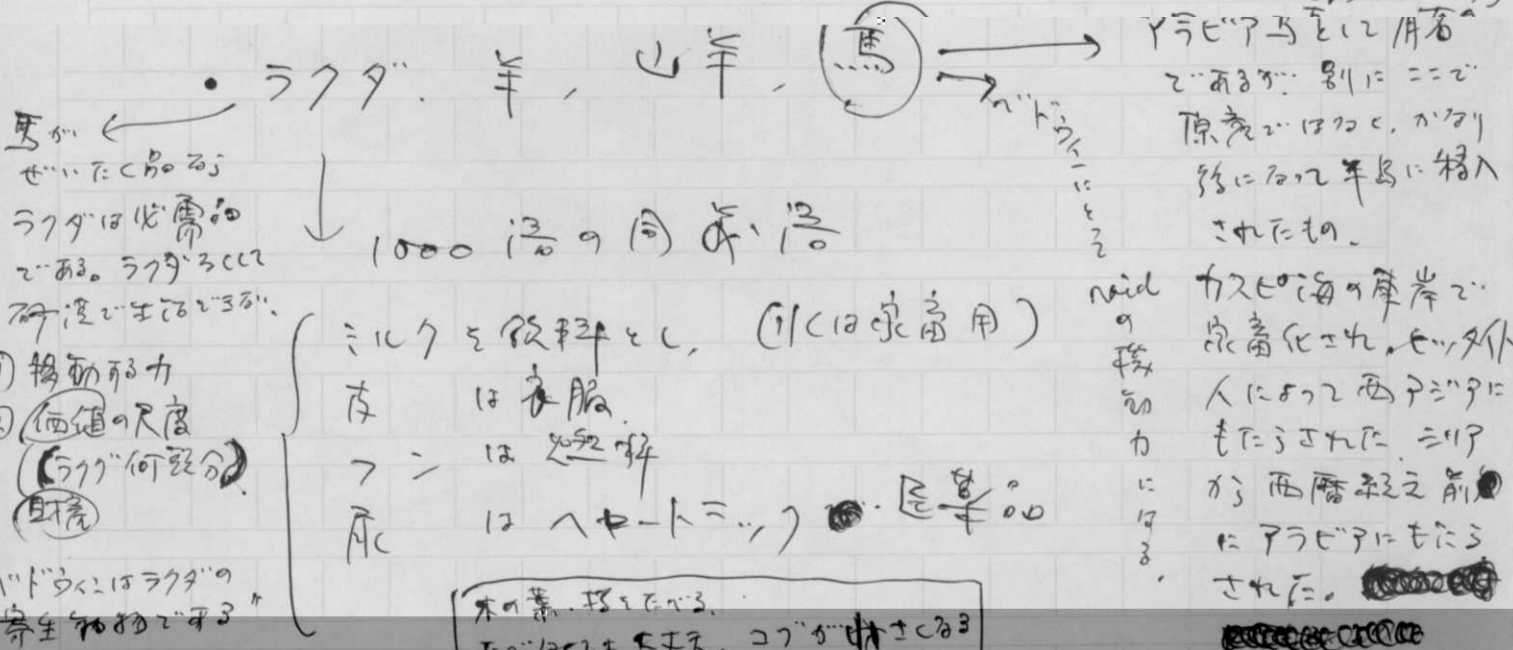 ・ラクダ、羊、山羊、馬
馬が
ぜいたく品なら
ラクダは必需品
である。ラクダなくして
砂漠で生活できない。
① 移動する力
② 価値の尺度
(ラクダ何頭分)
財産
ベドウィンはラクダの
寄生動物である"
1000 語の同義語
ミルクを飲料とし、(水は家畜用)
皮 は衣服
フン は燃料
尿 はヘヤートニック 医薬品
木の葉、枝をたべる、
コブが小さくなる
ベドウィンにとって
raidの機動力になる。
アラビア馬として有名
であるが、別にここで
原産ではなく、かなり
後になって半島に移入
されたもの。
カスピ海の東岸で
家畜化され、ヒッタイト
人によって西アジアに
もたらされた。シリア
から西暦紀元前
にアラビアにもたら
された。